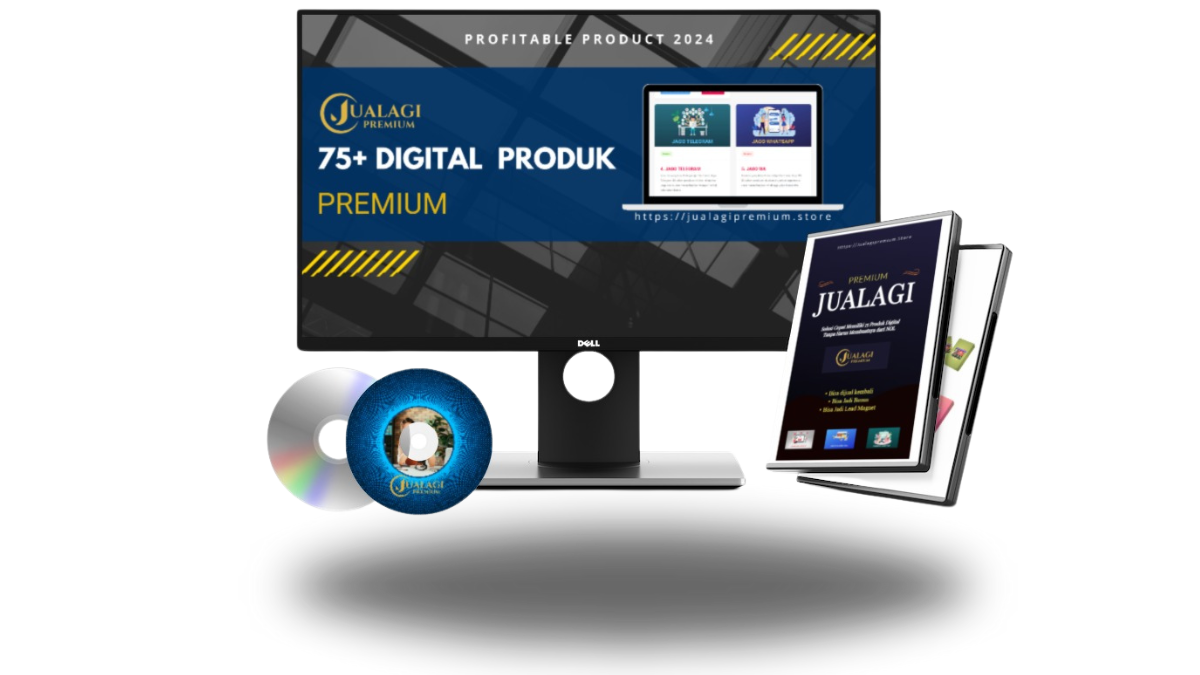 PROFITABLE PRODUCT 2024
JUALAGI
PREMIUM
75+ DIGITAL PRODUK
PREMIUM
JAGO TELEGRAM
JAGO WHATSAPP
https://jualagipremium.store
DELL
https://jualagipremium.store
PREMIUM
JUALAGI
Solusi Cepat Memiliki 75 Produk Digital
Tanpa Harus Membuatnya dari NOL
JUALAGI
PREMIUM
• Bisa dijual kembali
• Bisa Jadi Bonus
• Bisa Jadi Lead Magnet
JUALAGI
PREMIUM